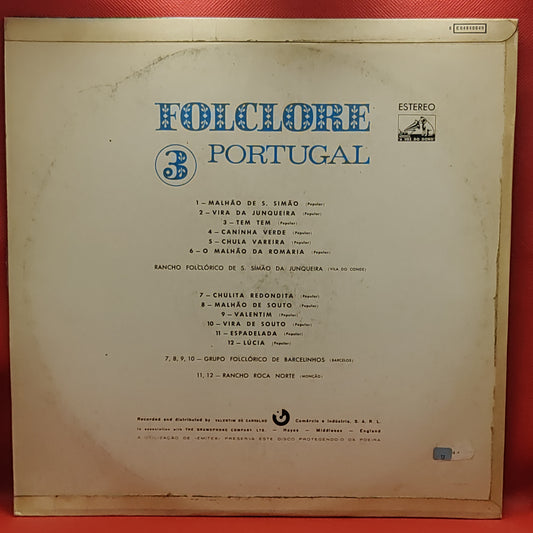 E E04040649
FOLCLORE
ESTEREO
A VOZ DO DONO
3 PORTUGAL
1 — MALHÃO DE S. SIMÃO (Popular)
2 — VIRA DA JUNQUEIRA (Popular)
3 — TEM TEM (Popular)
4 — CANINHA VERDE (Popular)
5 — CHULA VAREIRA (Popular)
6 — O MALHÃO DA ROMARIA (Popular)
RANCHO FOLCLÓRICO DE S. SIMÃO DA JUNQUEIRA (VILA DO CONDE)
7 — CHULITA REDONDITA (Popular)
8 — MALHÃO DE SOUTO (Popular)
9 — VALENTIM (Popular)
10 — VIRA DE SOUTO (Popular)
11 — ESPADELADA (Popular)
12 — LÚCIA (Popular)
7, 8, 9, 10 — GRUPO FOLCLÓRICO DE BARCELINHOS (BARCELOS)
11, 12 — RANCHO ROCA NORTE (MONÇÃO)
Recorded and distributed by VALENTIM DE CARVALHO Comércio e Indústria, S. A. R. L.
in association with THE GRAMOPHONE COMPANY, LTD. — Hayes — Middlesex — England
A UTILIZAÇÃO DE «EMITEX» PRESERVA ESTE DISCO PROTEGENDO-O DA POEIRA